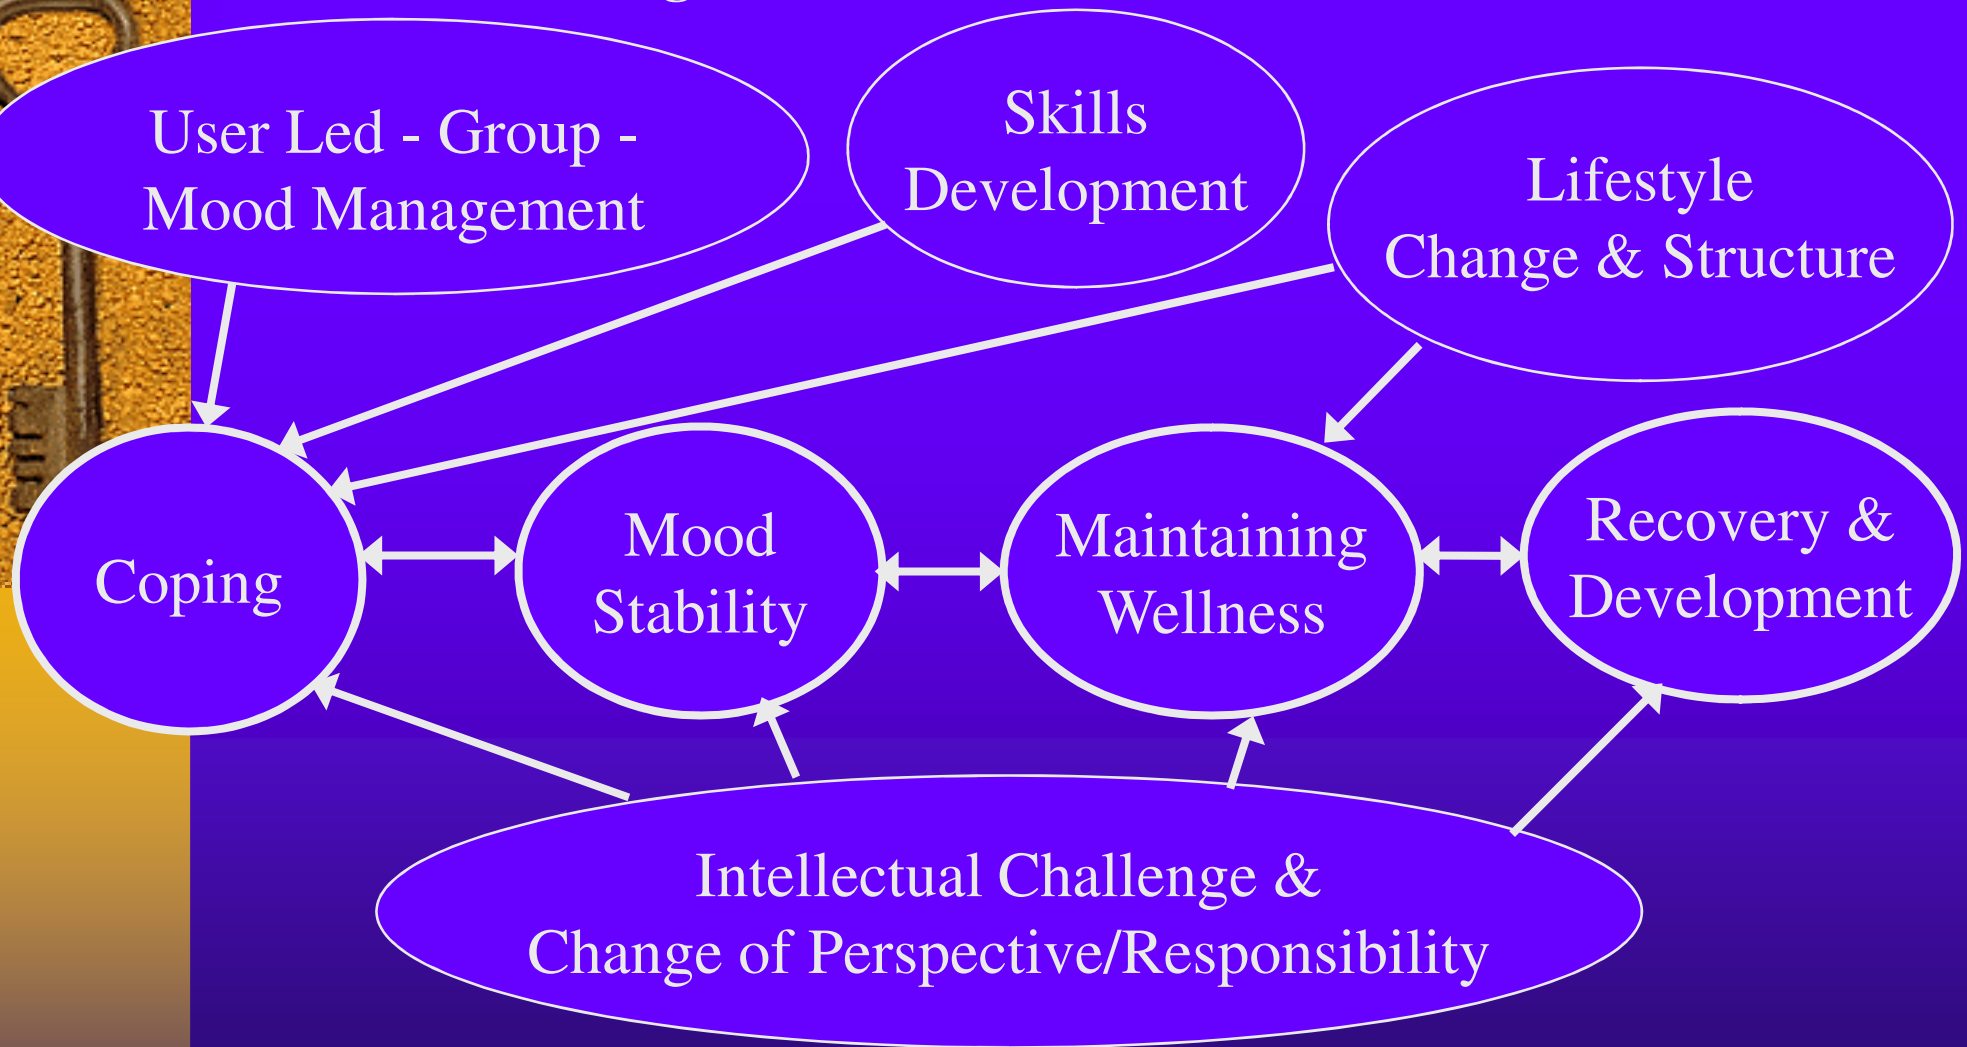 User Led - Group -
Mood Management
Skills
Development
Lifestyle
Change & Structure
Coping
Mood
Stability
Maintaining
Wellness
Recovery &
Development
Intellectual Challenge &
Change of Perspective/Responsibility